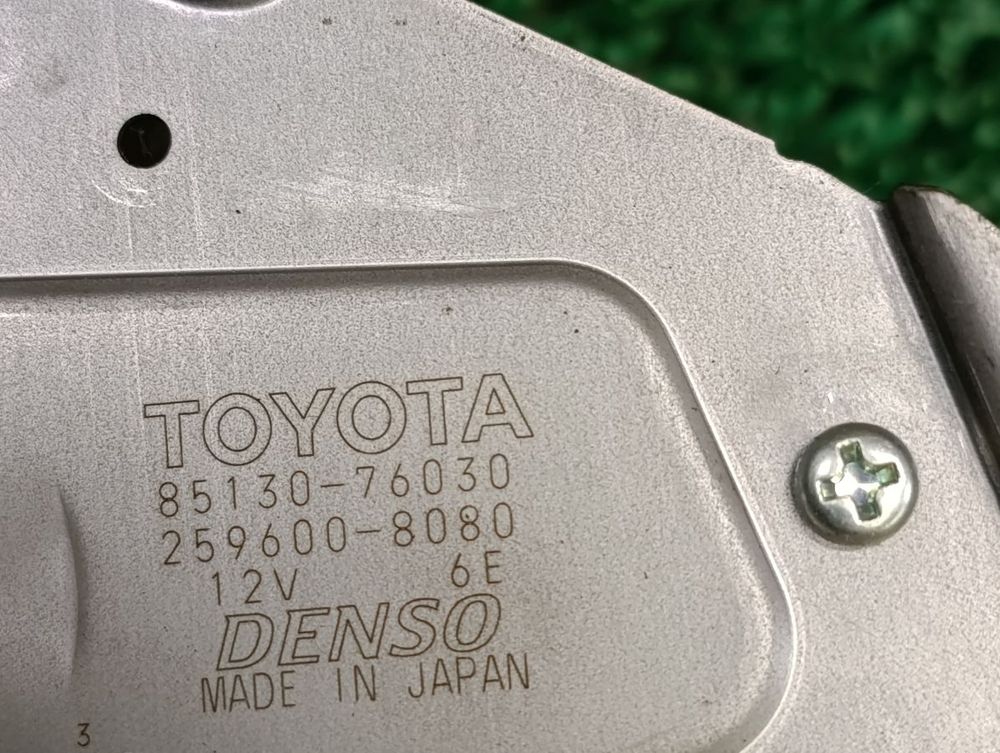 TOYOTA
85130-76030
259600-8080
12V 6E
DENSO
MADE IN JAPAN
3